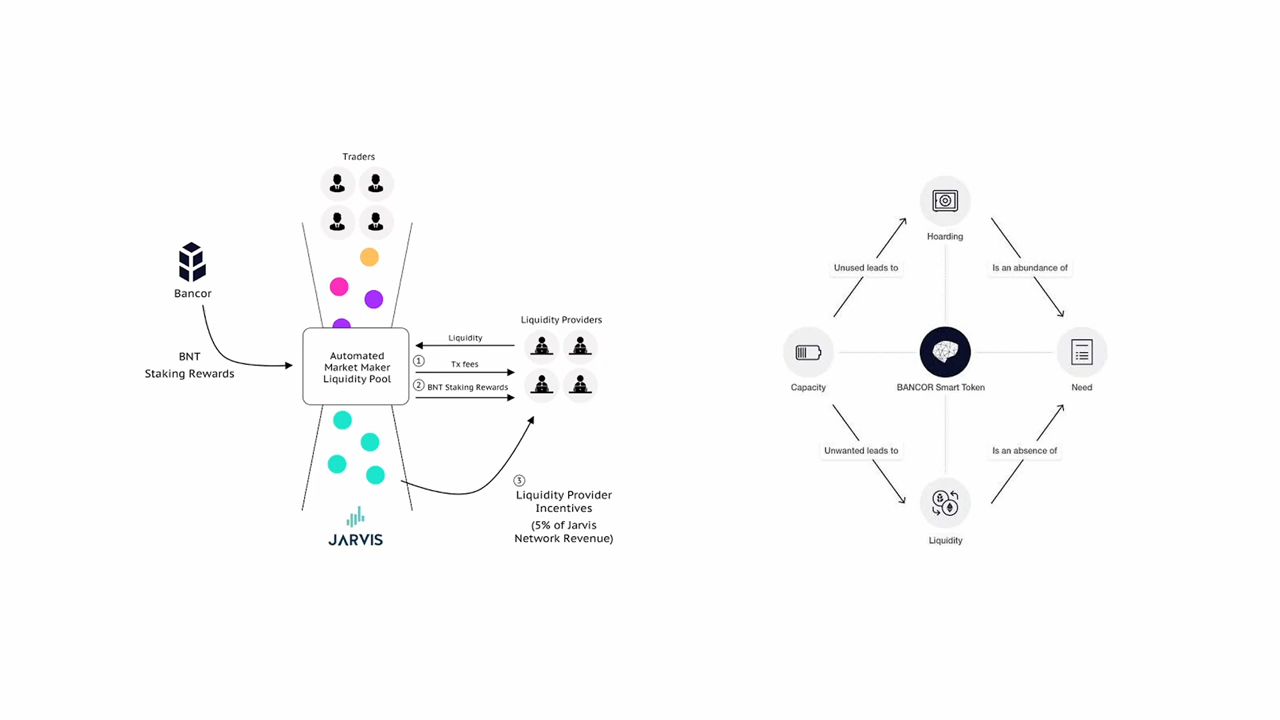 Traders
Bancor
BNT
Staking Rewards
Automated
Market Maker
Liquidity Pool
Liquidity Providers
Liquidity
1
Tx fees
2
BNT Staking Rewards
3
Liquidity Provider
Incentives
(5% of Jarvis
Network Revenue)
JARVIS
Hoarding
Unused leads to
Is an abundance of
Capacity
BANCOR Smart Token
Need
Unwanted leads to
Is an absence of
Liquidity